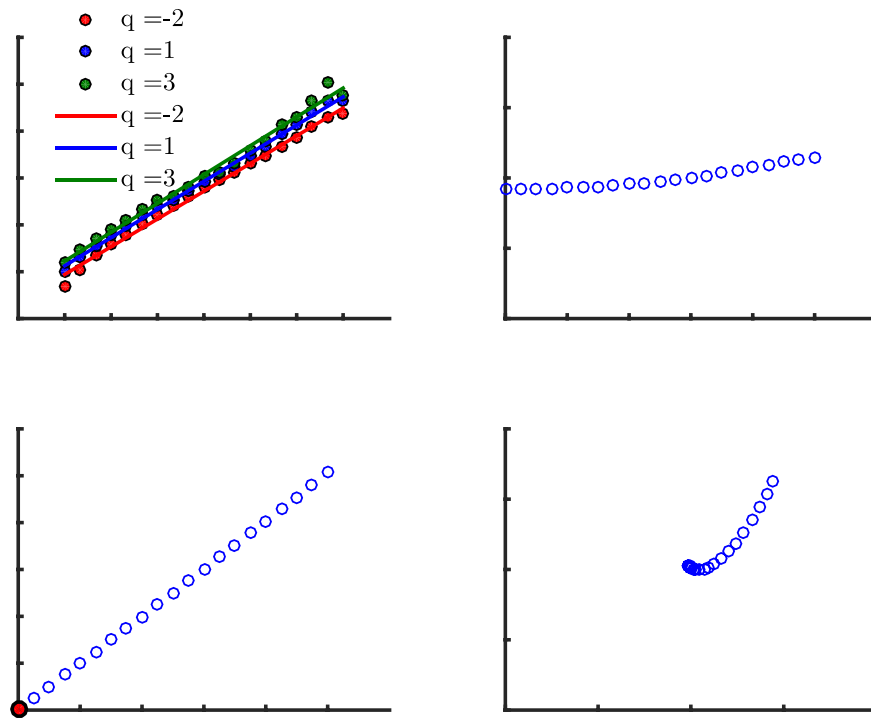 q =-2
q =1
q =3
q =-2
q =1
q =3